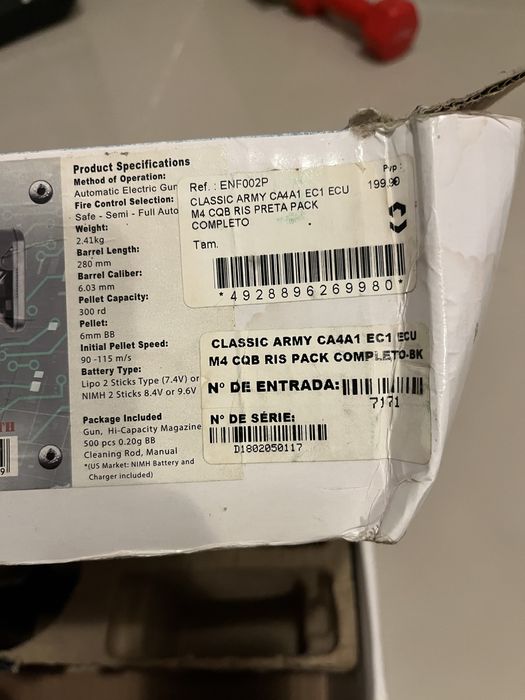 Product Specifications
Method of Operation:
Automatic Electric Gun
Fire Control Selection:
Safe - Semi - Full Auto
Weight:
2.41kg
Barrel Length:
280 mm
Barrel Caliber:
6.03 mm
Pellet Capacity:
300 rd
Pellet:
6mm BB
Initial Pellet Speed:
90 -115 m/s
Battery Type:
Lipo 2 Sticks Type (7.4V) or
NIMH 2 Sticks 8.4V or 9.6V
Package Included
Gun, Hi-Capacity Magazine
500 pcs 0.20g BB
Cleaning Rod, Manual
*(US Market: NIMH Battery and
Charger included)
Ref. : ENF002P
Pvp :
199.90
CLASSIC ARMY CA4A1 EC1 ECU
M4 CQB RIS PRETA PACK
COMPLETO
Tam.
*4928896269980*
CLASSIC ARMY CA4A1 EC1 ECU
M4 CQB RIS PACK COMPLETO-BK
Nº DE ENTRADA:
7171
Nº DE SÉRIE:
D1802050117
TH
9